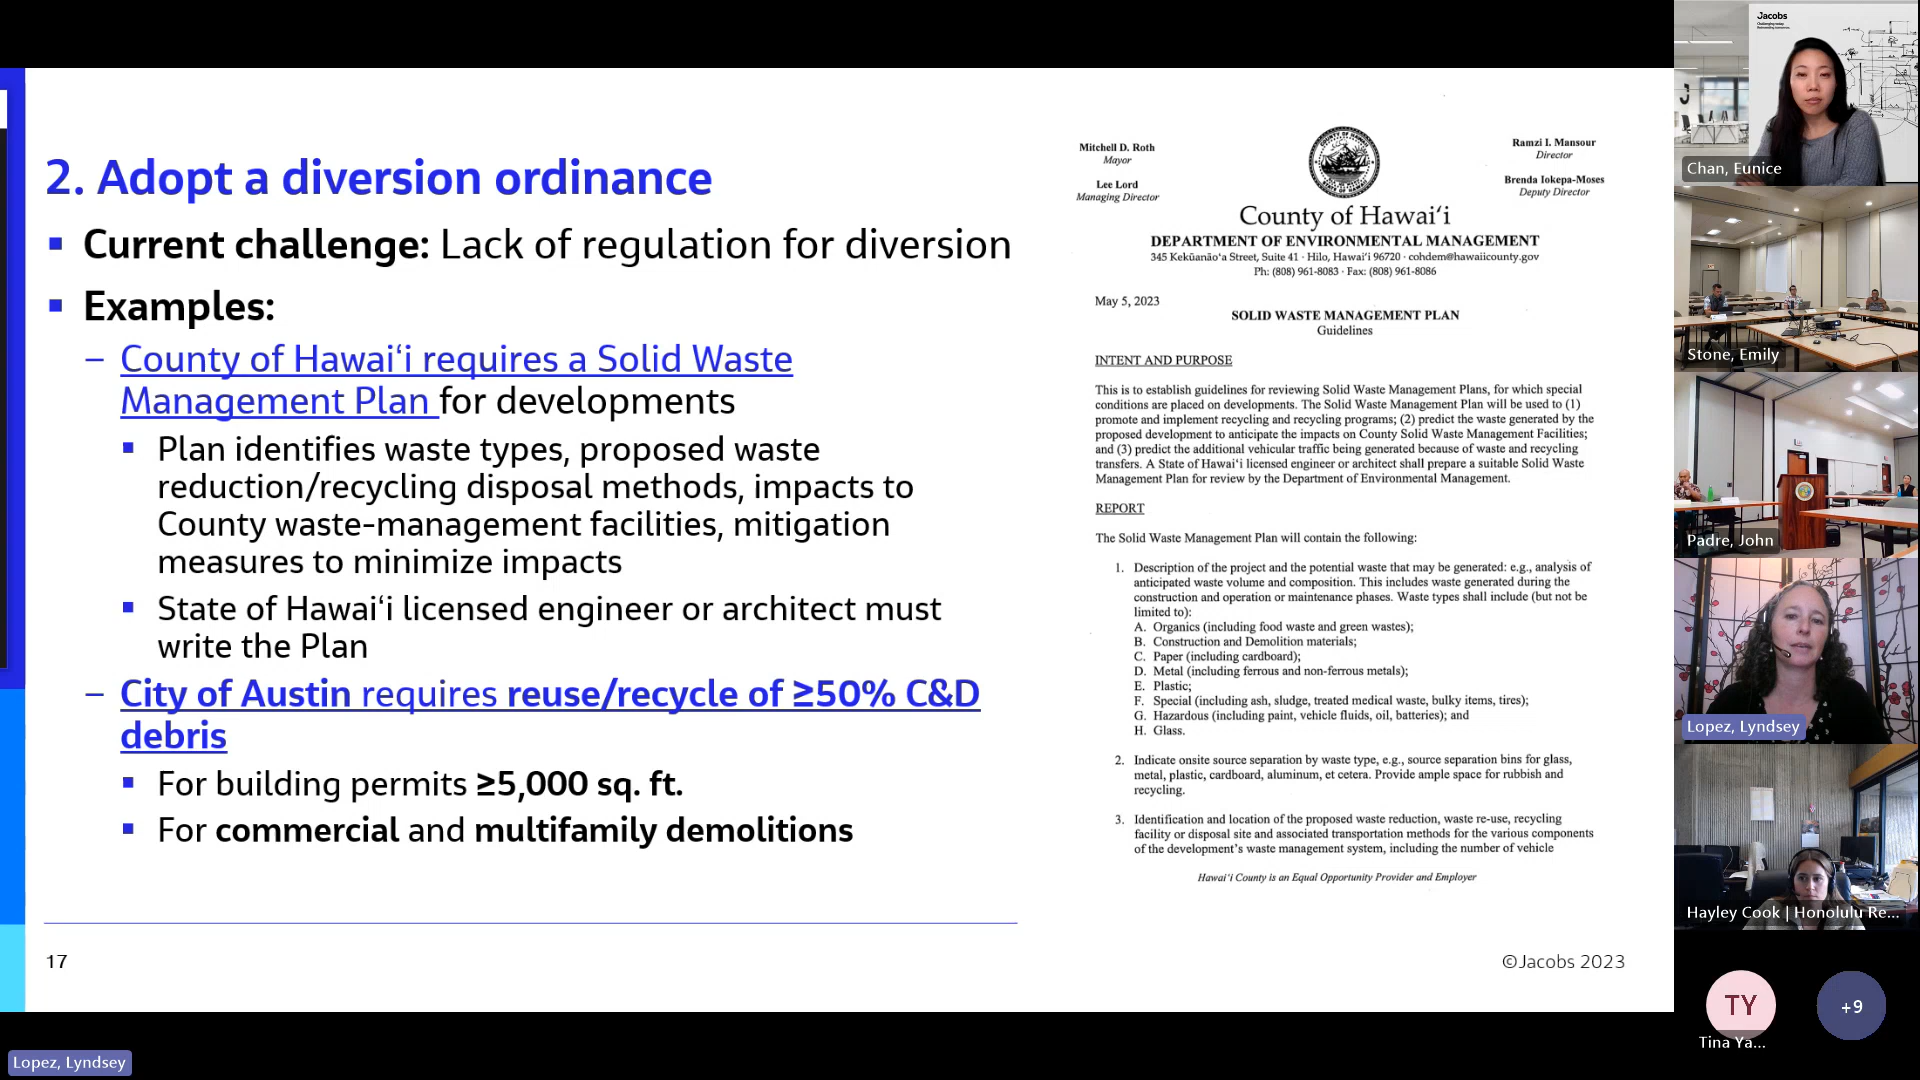 2. Adopt a diversion ordinance
▪ Current challenge: Lack of regulation for diversion
▪ Examples:
– County of Hawaiʻi requires a Solid Waste
Management Plan for developments
▪ Plan identifies waste types, proposed waste
reduction/recycling disposal methods, impacts to
County waste-management facilities, mitigation
measures to minimize impacts
▪ State of Hawaiʻi licensed engineer or architect must
write the Plan
– City of Austin requires reuse/recycle of ≥50% C&D
debris
▪ For building permits ≥5,000 sq. ft.
▪ For commercial and multifamily demolitions
17
Mitchell D. Roth
Mayor
Lee Lord
Managing Director
Ramzi I. Mansour
Director
Brenda Iokepa-Moses
Deputy Director
County of Hawaiʻi
DEPARTMENT OF ENVIRONMENTAL MANAGEMENT
345 Kekūanāoʻa Street, Suite 41 · Hilo, Hawaiʻi 96720 · cohdem@hawaiicounty.gov
Ph: (808) 961-8083 · Fax: (808) 961-8086
May 5, 2023
SOLID WASTE MANAGEMENT PLAN
Guidelines
INTENT AND PURPOSE
This is to establish guidelines for reviewing Solid Waste Management Plans, for which special
conditions are placed on developments. The Solid Waste Management Plan will be used to (1)
promote and implement recycling and recycling programs; (2) predict the waste generated by the
proposed development to anticipate the impacts on County Solid Waste Management Facilities;
and (3) predict the additional vehicular traffic being generated because of waste and recycling
transfers. A State of Hawaiʻi licensed engineer or architect shall prepare a suitable Solid Waste
Management Plan for review by the Department of Environmental Management.
REPORT
The Solid Waste Management Plan will contain the following:
1. Description of the project and the potential waste that may be generated: e.g., analysis of
anticipated waste volume and composition. This includes waste generated during the
construction and operation or maintenance phases. Waste types shall include (but not be
limited to):
A. Organics (including food waste and green wastes);
B. Construction and Demolition materials;
C. Paper (including cardboard);
D. Metal (including ferrous and non-ferrous metals);
E. Plastic;
F. Special (including ash, sludge, treated medical waste, bulky items, tires);
G. Hazardous (including paint, vehicle fluids, oil, batteries); and
H. Glass.
2. Indicate onsite source separation by waste type, e.g., source separation bins for glass,
metal, plastic, cardboard, aluminum, et cetera. Provide ample space for rubbish and
recycling.
3. Identification and location of the proposed waste reduction, waste re-use, recycling
facility or disposal site and associated transportation methods for the various components
of the development's waste management system, including the number of vehicle
Hawaiʻi County is an Equal Opportunity Provider and Employer
©Jacobs 2023
Jacobs
Chan, Eunice
Stone, Emily
Padre, John
Lopez, Lyndsey
Hayley Cook | Honolulu Re...
TY
Tina Ya...
+9
Lopez, Lyndsey